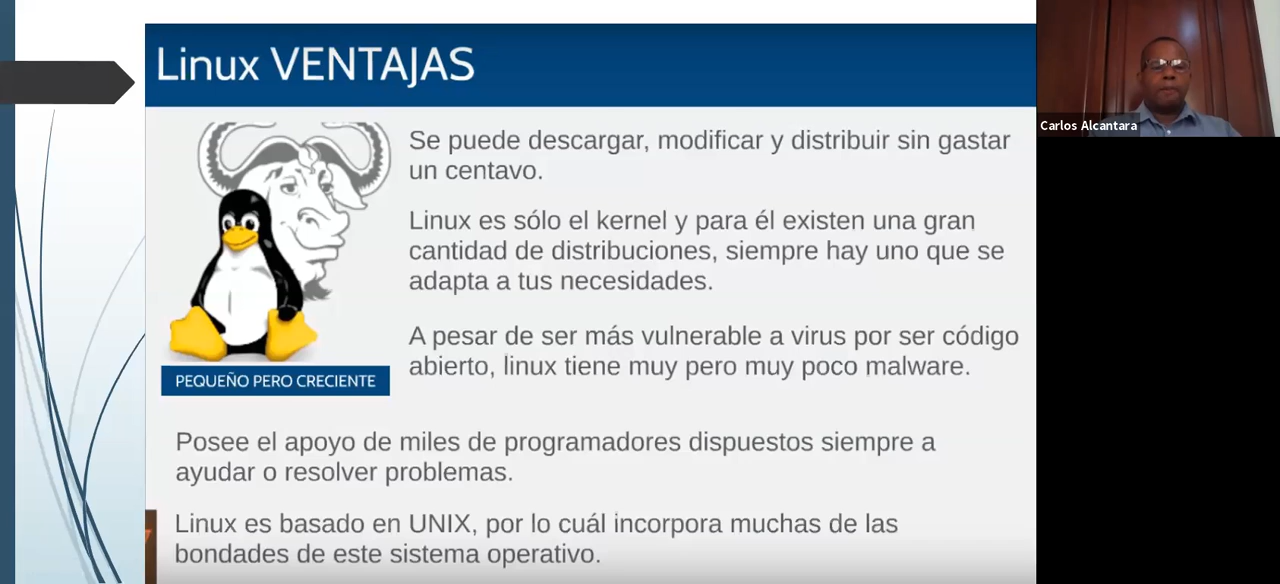 Linux VENTAJAS
Se puede descargar, modificar y distribuir sin gastar
un centavo.
Linux es sólo el kernel y para él existen una gran
cantidad de distribuciones, siempre hay uno que se
adapta a tus necesidades.
A pesar de ser más vulnerable a virus por ser código
abierto, linux tiene muy pero muy poco malware.
PEQUEÑO PERO CRECIENTE
Posee el apoyo de miles de programadores dispuestos siempre a
ayudar o resolver problemas.
Linux es basado en UNIX, por lo cuál incorpora muchas de las
bondades de este sistema operativo.
Carlos Alcantara